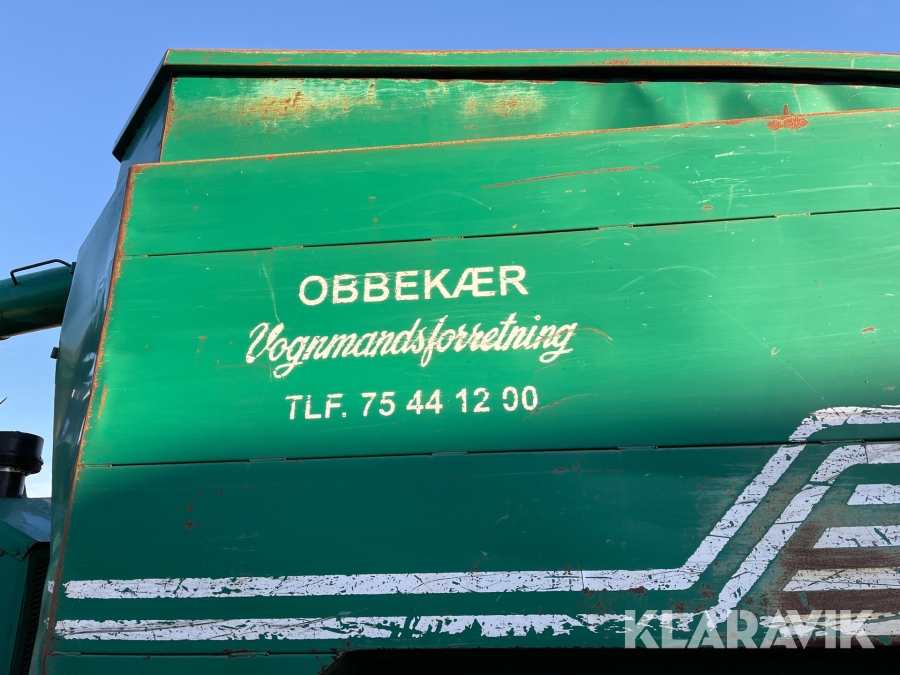 OBBEKÆR
Vognmandsforretning
TLF. 75 44 12 00
KLARAVIK